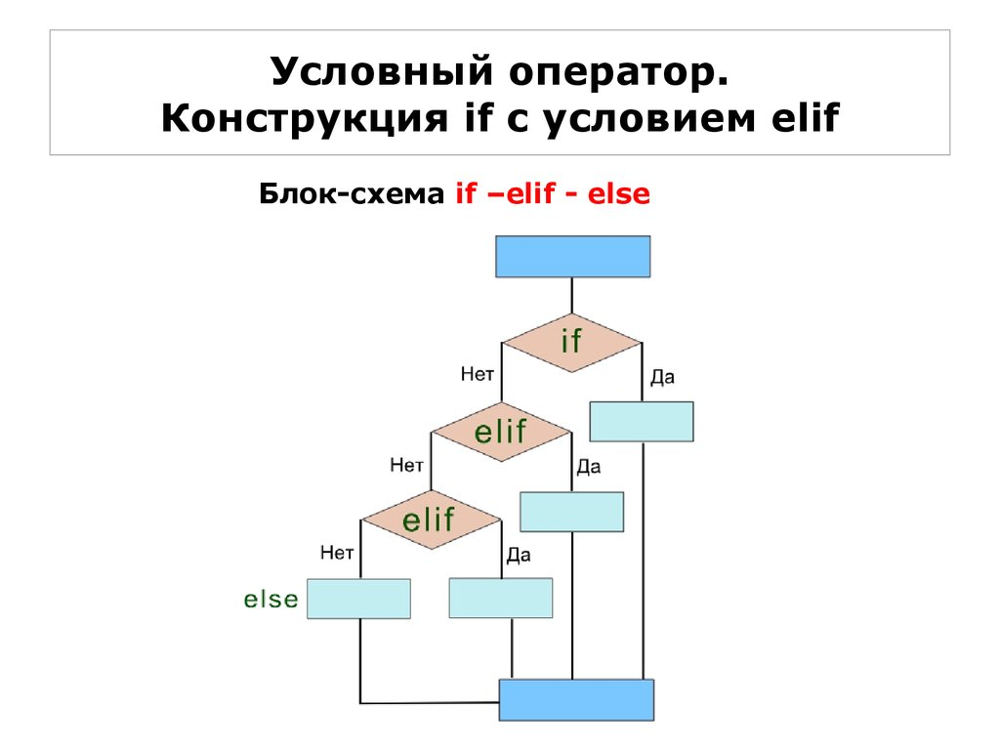 Условный оператор.
Конструкция if с условием elif
Блок-схема if –elif - else
if
Нет
Да
elif
Нет
Да
elif
Нет
Да
else